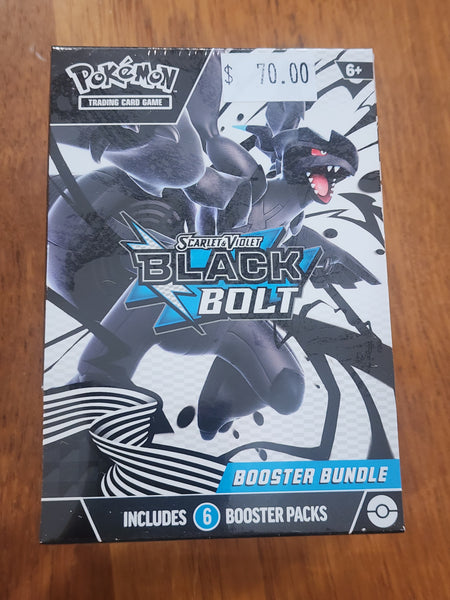 POKéMON
TRADING CARD GAME
$ 70.00
6+
SCARLET & VIOLET
BLACK
BOLT
BOOSTER BUNDLE
INCLUDES 6 BOOSTER PACKS